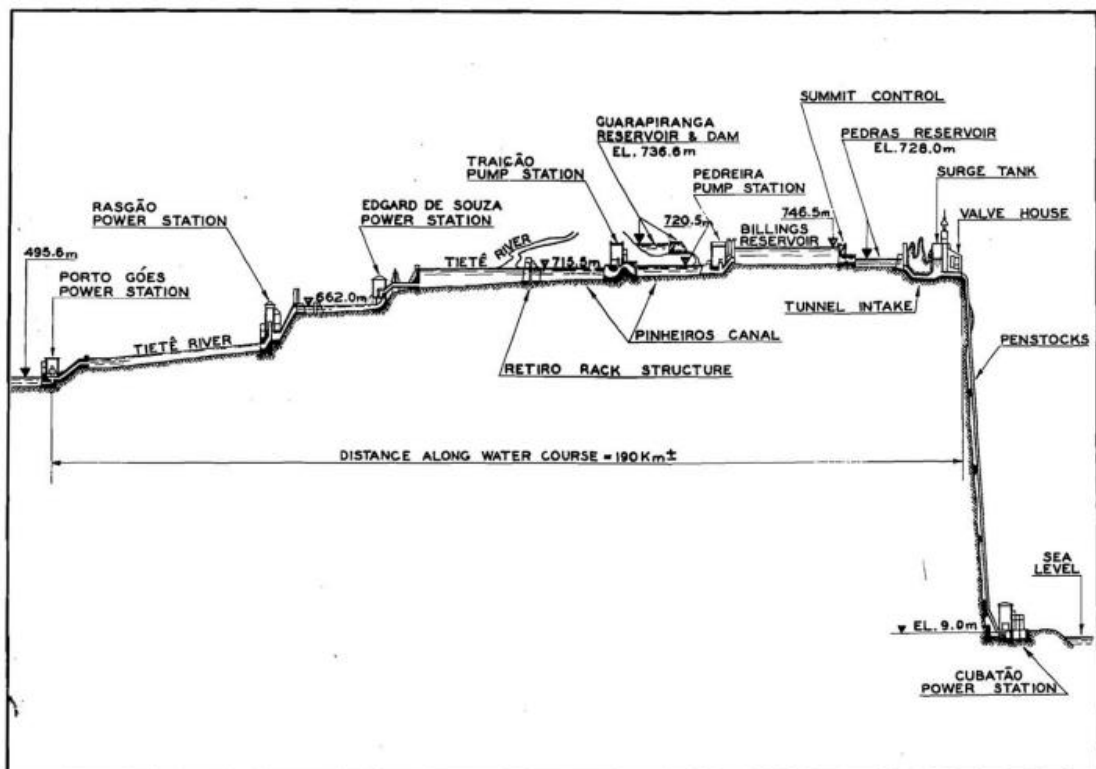 SUMMIT CONTROL
GUARAPIRANGA
RESERVOIR & DAM
EL. 736.6m
PEDRAS RESERVOIR
EL. 728.0m
TRAIÇÃO
PUMP STATION
PEDREIRA
PUMP STATION
SURGE TANK
RASGÃO
POWER STATION
EDGARD DE SOUZA
POWER STATION
720.5m
746.5m
VALVE HOUSE
BILLINGS
RESERVOIR
495.6m
TIETÊ RIVER
715.5m
PORTO GÓES
POWER STATION
662.0m
TUNNEL INTAKE
TIETÊ RIVER
PINHEIROS CANAL
PENSTOCKS
RETIRO RACK STRUCTURE
DISTANCE ALONG WATER COURSE = 190Km±
SEA
LEVEL
EL. 9.0m
CUBATÃO
POWER STATION